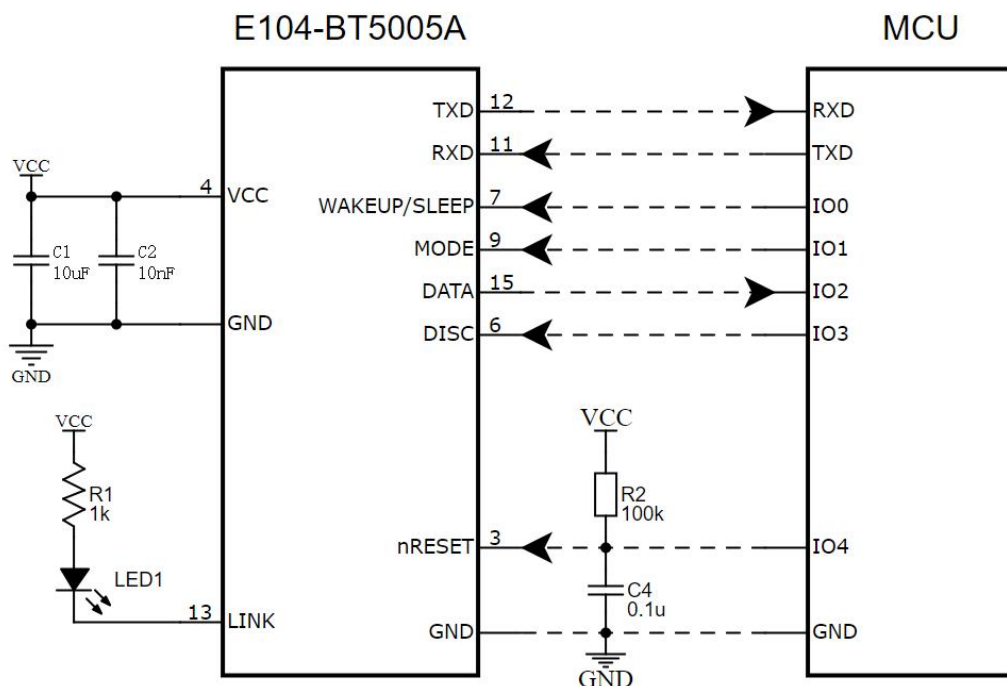 E104-BT5005A
MCU
TXD 12 RXD
RXD 11 TXD
VCC
4 VCC
WAKEUP/SLEEP 7 IO0
C1
10uF
C2
10nF
MODE 9 IO1
DATA 15 IO2
GND
DISC 6 IO3
GND
VCC
VCC
R1
1k
R2
100k
nRESET 3 IO4
LED1
C4
0.1u
13 LINK
GND GND
GND